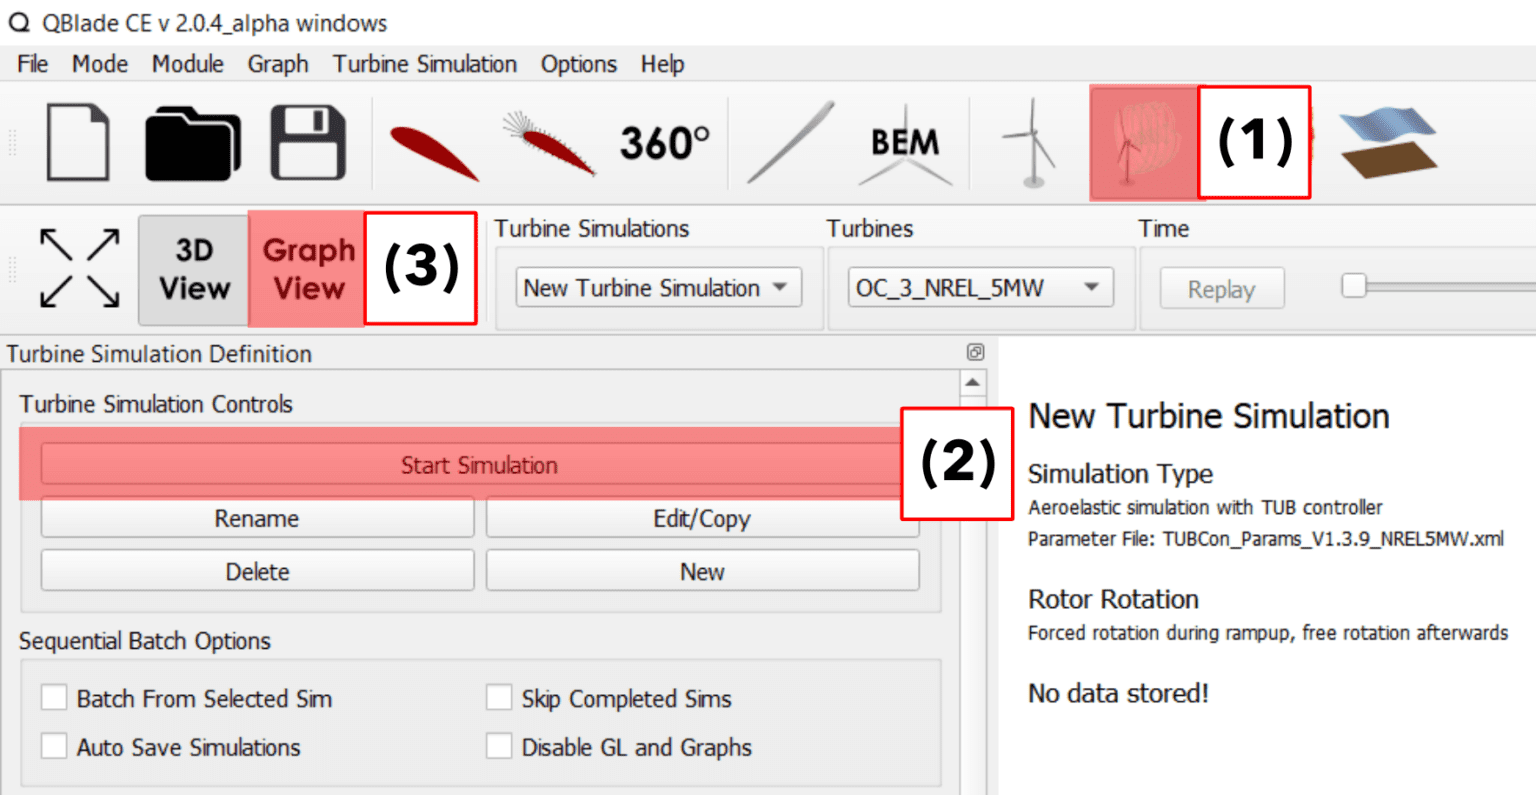 QBlade CE v 2.0.4_alpha windows
File Mode Module Graph Turbine Simulation Options Help
360° BEM (1)
3D View
Graph View
(3)
Turbine Simulations Turbines Time
New Turbine Simulation OC_3_NREL_5MW Replay
Turbine Simulation Definition
Turbine Simulation Controls
Start Simulation
(2)
Rename Edit/Copy
Delete New
Sequential Batch Options
Batch From Selected Sim Skip Completed Sims
Auto Save Simulations Disable GL and Graphs
New Turbine Simulation
Simulation Type
Aeroelastic simulation with TUB controller
Parameter File: TUBCon_Params_V1.3.9_NREL5MW.xml
Rotor Rotation
Forced rotation during rampup, free rotation afterwards
No data stored!